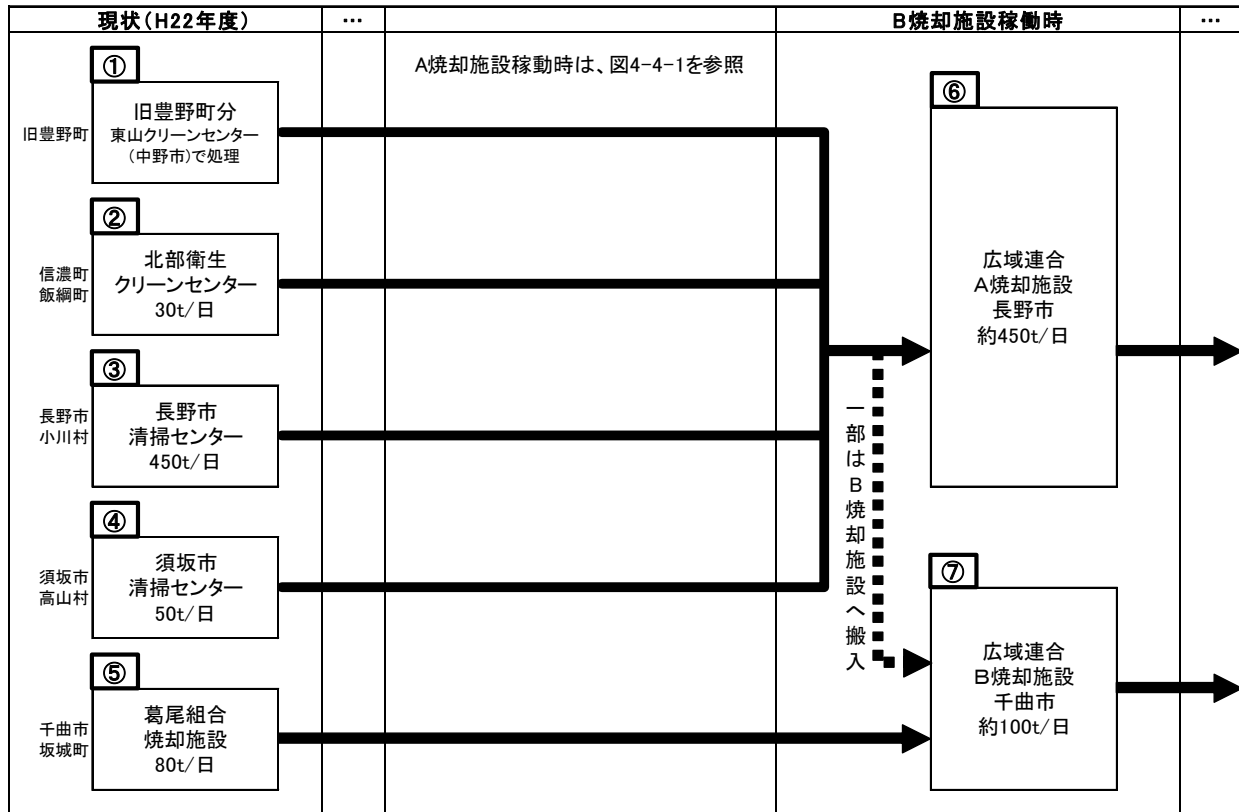 現状(H22年度)
…
B焼却施設稼働時
…
A焼却施設稼働時は、図4-4-1を参照
①
旧豊野町
旧豊野町分
東山クリーンセンター
(中野市)で処理
②
信濃町
飯綱町
北部衛生
クリーンセンター
30t/日
③
長野市
小川村
長野市
清掃センター
450t/日
④
須坂市
高山村
須坂市
清掃センター
50t/日
⑤
千曲市
坂城町
葛尾組合
焼却施設
80t/日
一部はB焼却施設へ搬入
⑥
広域連合
A焼却施設
長野市
約450t/日
⑦
広域連合
B焼却施設
千曲市
約100t/日